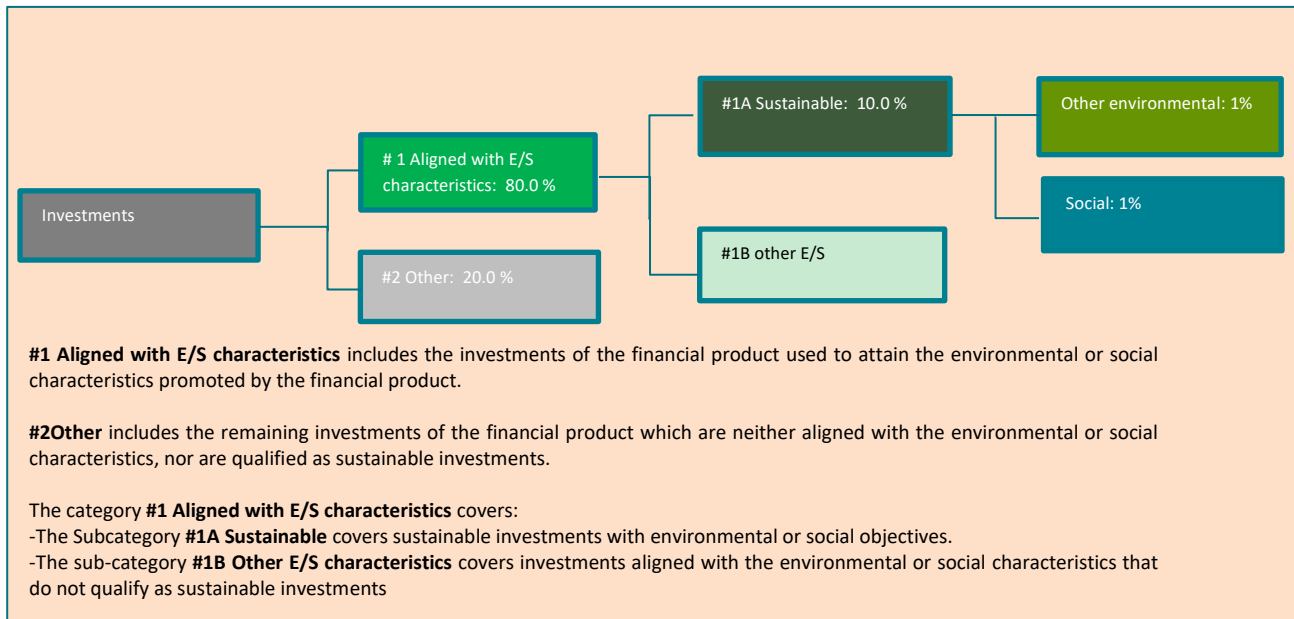 #1A Sustainable:  10.0 %
Other environmental: 1%
# 1 Aligned with E/S
characteristics:  80.0 %
Investments
Social: 1%
#1B other E/S
#2 Other:  20.0 %
#1 Aligned with E/S characteristics includes the investments of the financial product used to attain the environmental or social
characteristics promoted by the financial product.
#2Other includes the remaining investments of the financial product which are neither aligned with the environmental or social
characteristics, nor are qualified as sustainable investments.
The category #1 Aligned with E/S characteristics covers:
-The Subcategory #1A Sustainable covers sustainable investments with environmental or social objectives.
-The sub-category #1B Other E/S characteristics covers investments aligned with the environmental or social characteristics that
do not qualify as sustainable investments